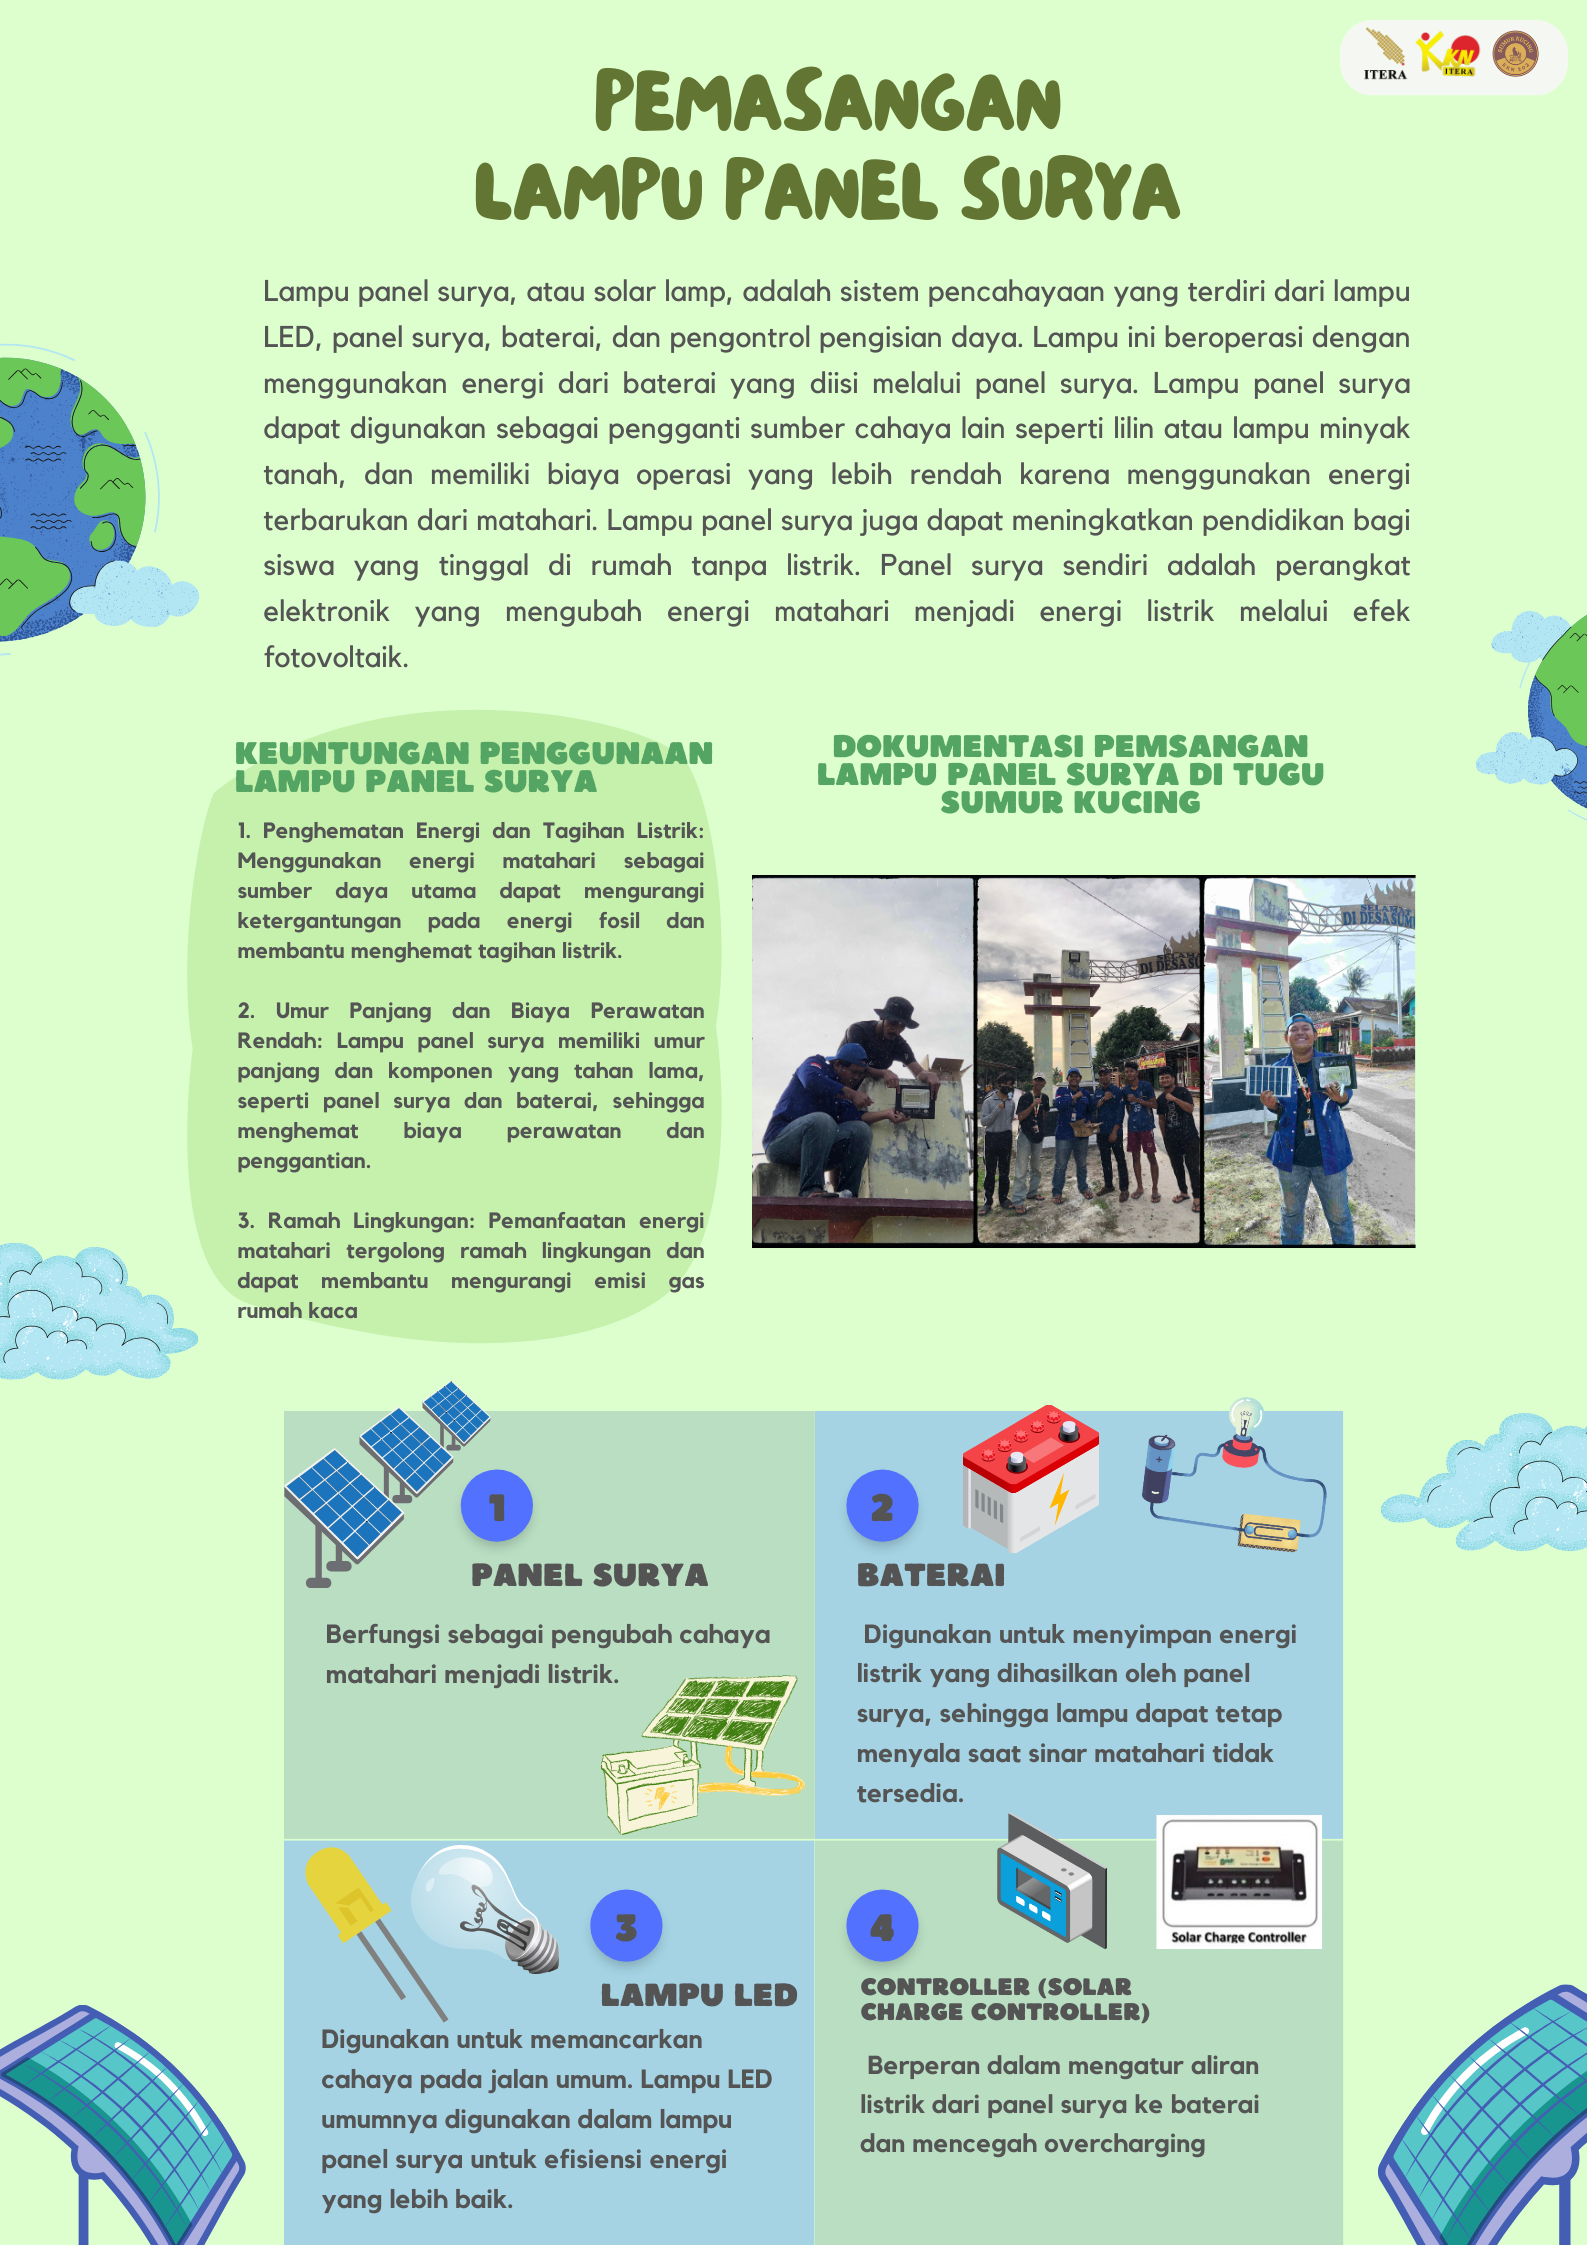 ITERA
KKN
ITERA
SUMUR KUCING
PEMASANGAN
LAMPU PANEL SURYA
Lampu panel surya, atau solar lamp, adalah sistem pencahayaan yang terdiri dari lampu
LED, panel surya, baterai, dan pengontrol pengisian daya. Lampu ini beroperasi dengan
menggunakan energi dari baterai yang diisi melalui panel surya. Lampu panel surya
dapat digunakan sebagai pengganti sumber cahaya lain seperti lilin atau lampu minyak
tanah, dan memiliki biaya operasi yang lebih rendah karena menggunakan energi
terbarukan dari matahari. Lampu panel surya juga dapat meningkatkan pendidikan bagi
siswa yang tinggal di rumah tanpa listrik. Panel surya sendiri adalah perangkat
elektronik yang mengubah energi matahari menjadi energi listrik melalui efek
fotovoltaik.
KEUNTUNGAN PENGGUNAAN
LAMPU PANEL SURYA
1. Penghematan Energi dan Tagihan Listrik:
Menggunakan energi matahari sebagai
sumber daya utama dapat mengurangi
ketergantungan pada energi fosil dan
membantu menghemat tagihan listrik.
2. Umur Panjang dan Biaya Perawatan
Rendah: Lampu panel surya memiliki umur
panjang dan komponen yang tahan lama,
seperti panel surya dan baterai, sehingga
menghemat biaya perawatan dan
penggantian.
3. Ramah Lingkungan: Pemanfaatan energi
matahari tergolong ramah lingkungan dan
dapat membantu mengurangi emisi gas
rumah kaca
DOKUMENTASI PEMSANGAN
LAMPU PANEL SURYA DI TUGU
SUMUR KUCING
SELA
DI DESA SU
SELAMA
DI DESA SUM
1
PANEL SURYA
Berfungsi sebagai pengubah cahaya
matahari menjadi listrik.
2
BATERAI
Digunakan untuk menyimpan energi
listrik yang dihasilkan oleh panel
surya, sehingga lampu dapat tetap
menyala saat sinar matahari tidak
tersedia.
3
LAMPU LED
Digunakan untuk memancarkan
cahaya pada jalan umum. Lampu LED
umumnya digunakan dalam lampu
panel surya untuk efisiensi energi
yang lebih baik.
4
Solar Charge Controller
CONTROLLER (SOLAR
CHARGE CONTROLLER)
Berperan dalam mengatur aliran
listrik dari panel surya ke baterai
dan mencegah overcharging